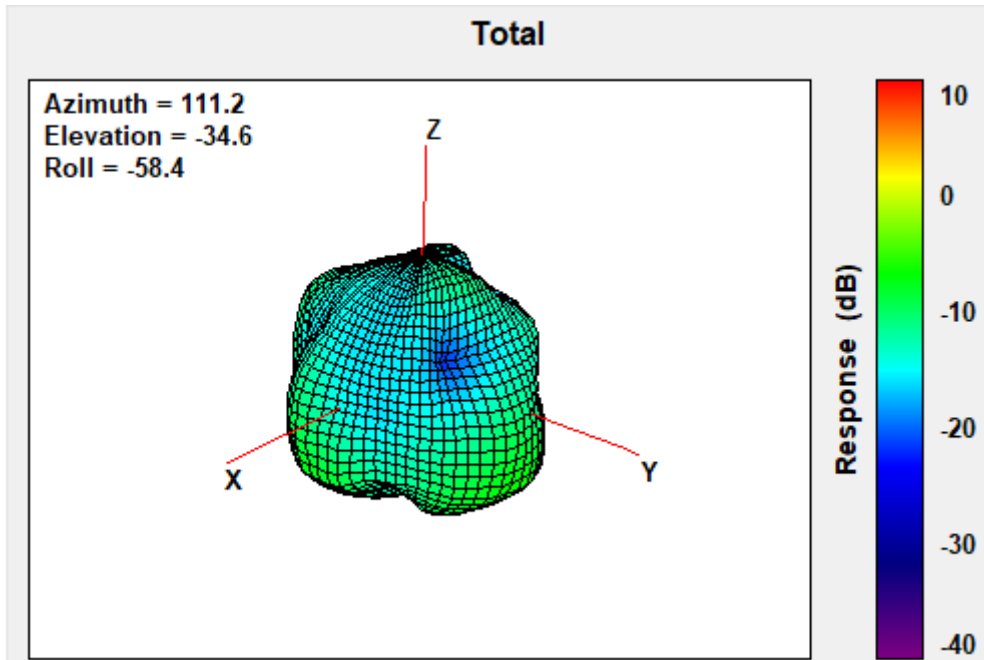 Total
Azimuth = 111.2
Elevation = -34.6
Roll = -58.4
Z
X
Y
10
0
-10
-20
-30
-40
Response (dB)